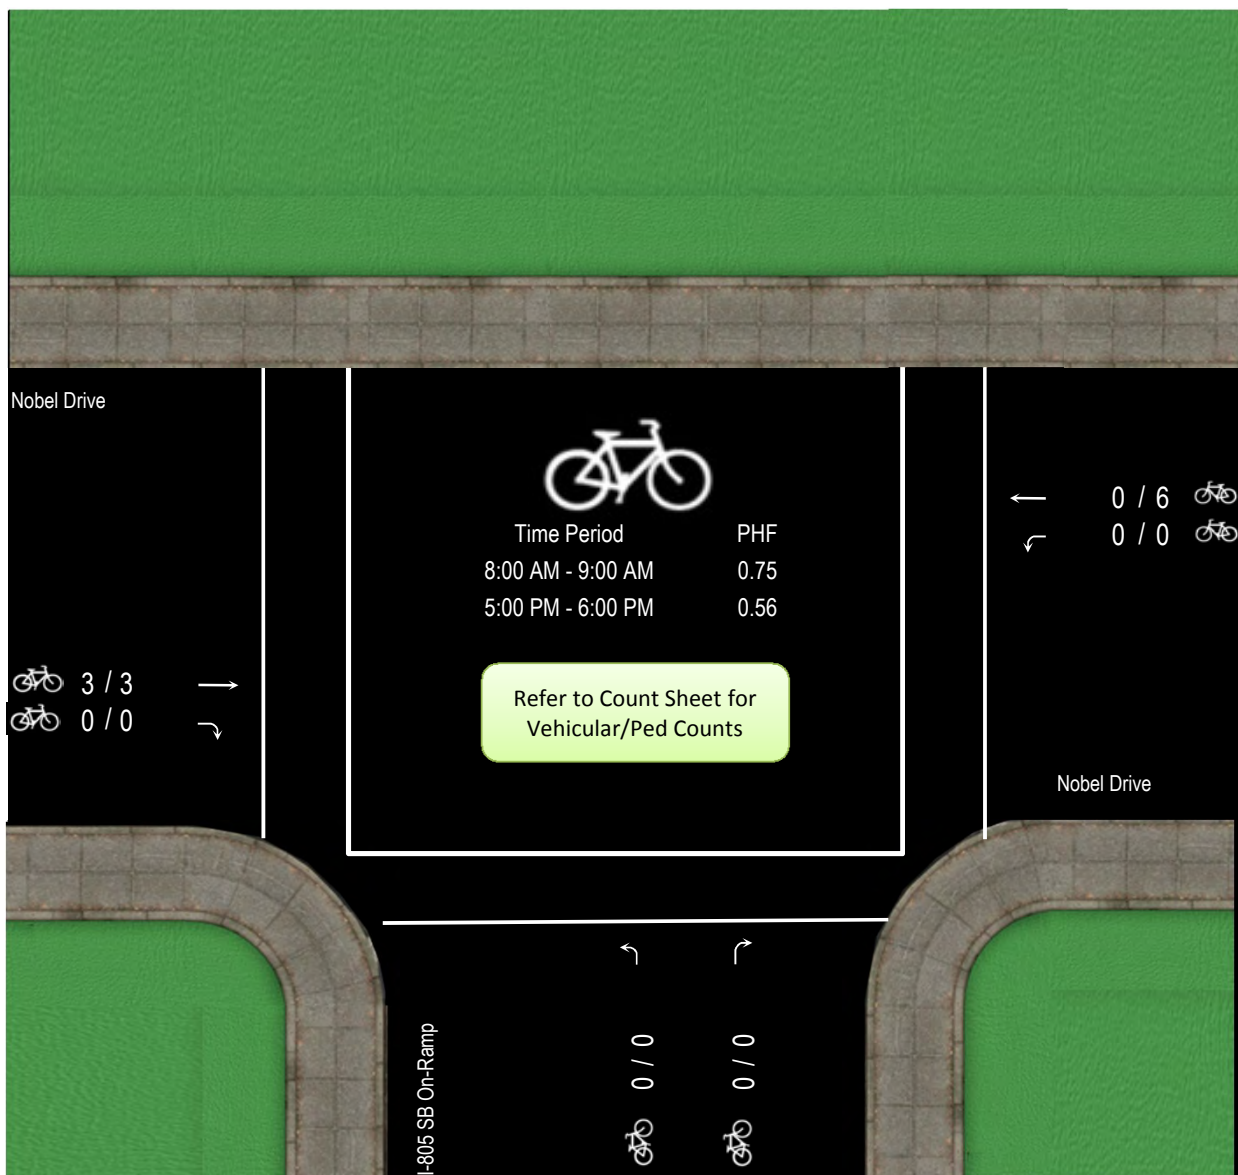 Nobel Drive
Time Period PHF
8:00 AM - 9:00 AM 0.75
5:00 PM - 6:00 PM 0.56
0 / 6
0 / 0
3 / 3
0 / 0
Refer to Count Sheet for
Vehicular/Ped Counts
Nobel Drive
I-805 SB On-Ramp
0 / 0
0 / 0